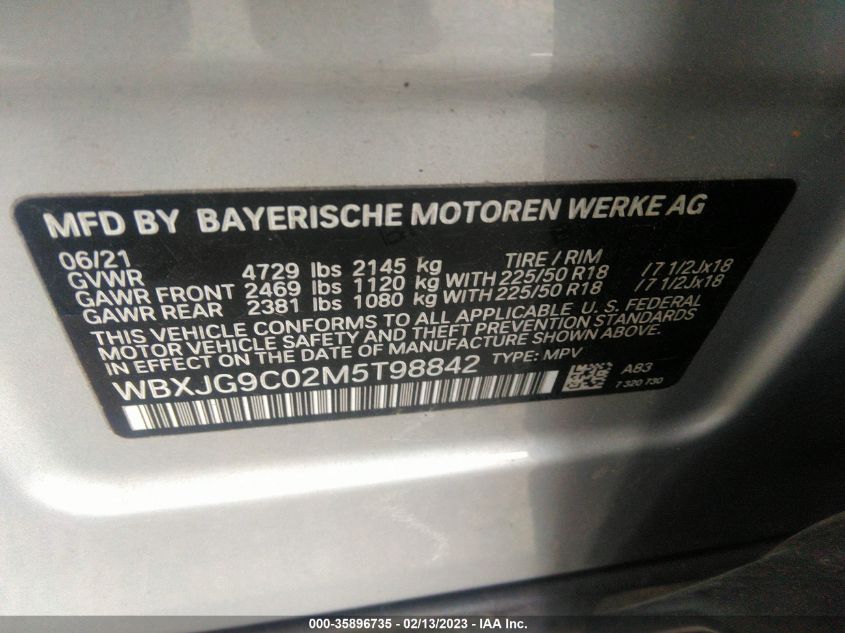 MFD BY BAYERISCHE MOTOREN WERKE AG
06/21 TIRE / RIM
GVWR 4729 lbs 2145 kg
GAWR FRONT 2469 lbs 1120 kg WITH 225/50 R18 / 7 1/2Jx18
GAWR REAR 2381 lbs 1080 kg WITH 225/50 R18 / 7 1/2Jx18
THIS VEHICLE CONFORMS TO ALL APPLICABLE U. S. FEDERAL
MOTOR VEHICLE SAFETY AND THEFT PREVENTION STANDARDS
IN EFFECT ON THE DATE OF MANUFACTURE SHOWN ABOVE.
WBXJG9C02M5T98842 TYPE: MPV A83
7 320 730
000-35896735 - 02/13/2023 - IAA Inc.